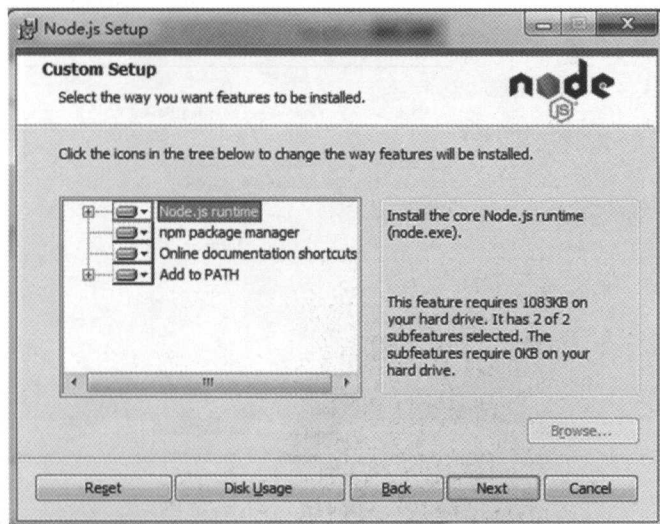 Node.js Setup
Custom Setup
Select the way you want features to be installed.
node
JS
Click the icons in the tree below to change the way features will be installed.
Node.js runtime
npm package manager
Online documentation shortcuts
Add to PATH
Install the core Node.js runtime
(node.exe).
This feature requires 1083KB on
your hard drive. It has 2 of 2
subfeatures selected. The
subfeatures require 0KB on your
hard drive.
Browse...
Reset
Disk Usage
Back
Next
Cancel